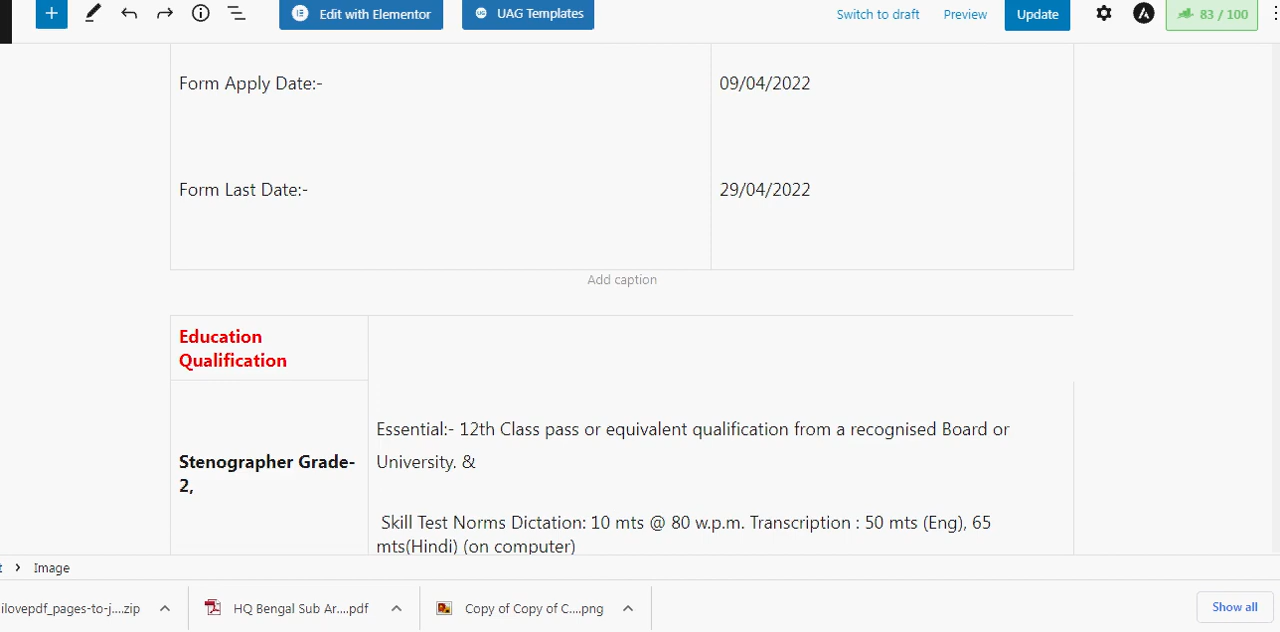 Edit with Elementor
UAG Templates
Switch to draft
Preview
Update
83 / 100
Form Apply Date:-
09/04/2022
Form Last Date:-
29/04/2022
Add caption
Education
Qualification
Essential:- 12th Class pass or equivalent qualification from a recognised Board or
University. &
Stenographer Grade-
2,
Skill Test Norms Dictation: 10 mts @ 80 w.p.m. Transcription : 50 mts (Eng), 65
mts(Hindi) (on computer)
Image
ilovepdf_pages-to-j....zip
HQ Bengal Sub Ar....pdf
Copy of Copy of C....png
Show all